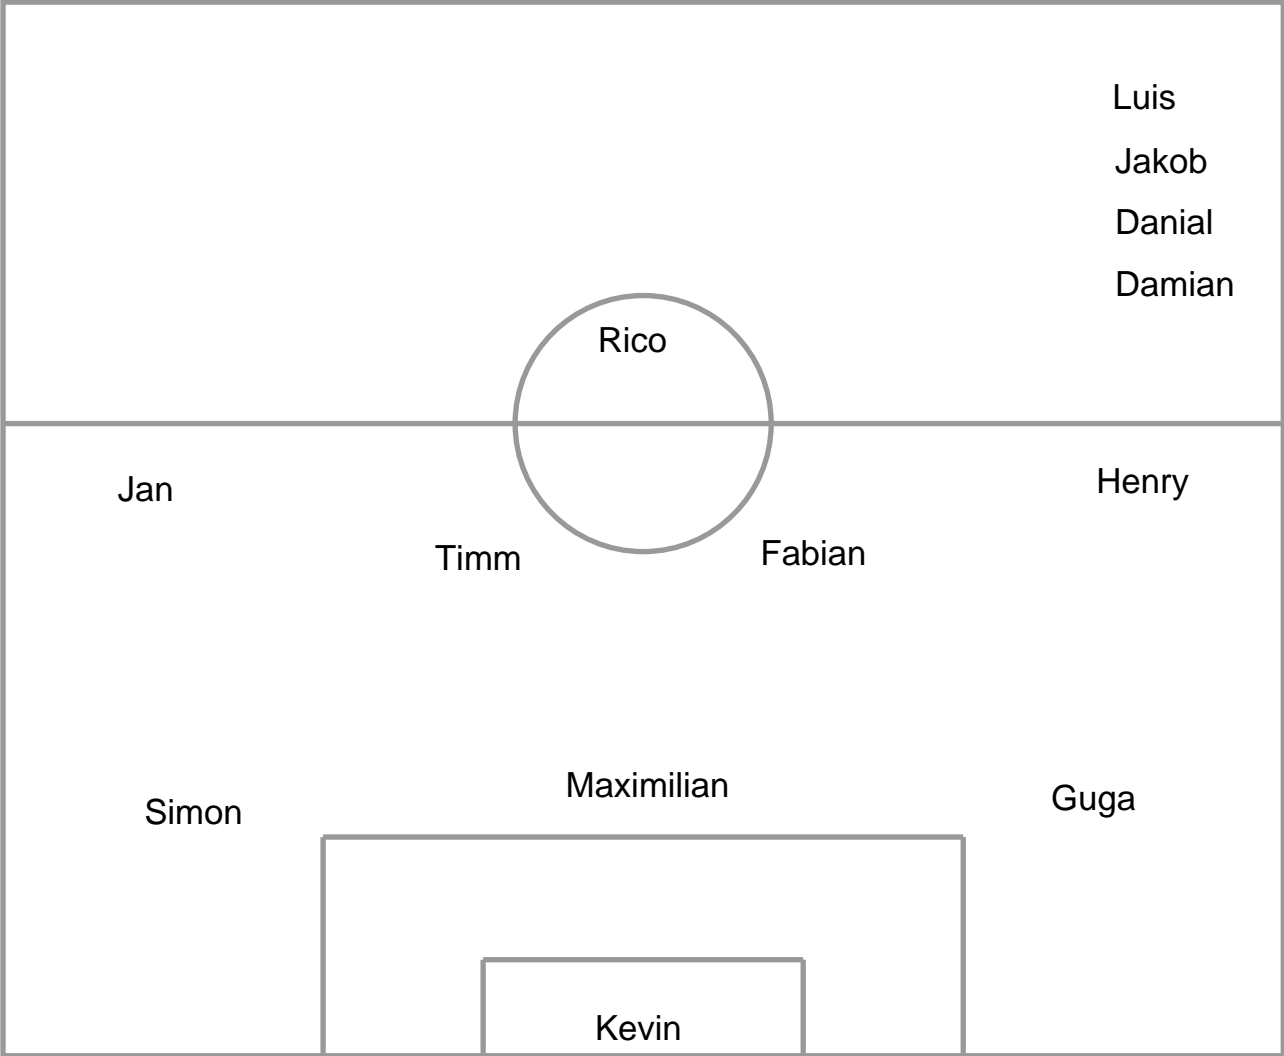 Luis
Jakob
Danial
Damian
Rico
Jan
Henry
Timm
Fabian
Simon
Maximilian
Guga
Kevin